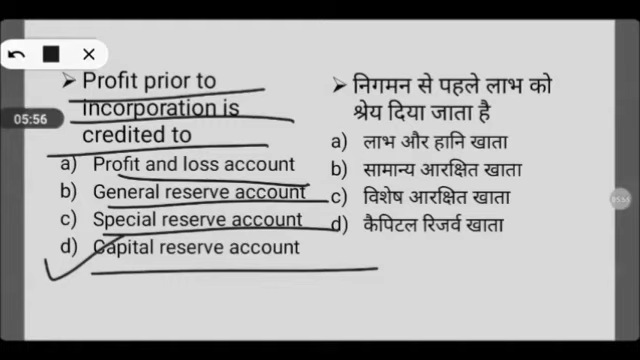 ➤ Profit prior to
incorporation is
credited to
a) Profit and loss account
b) General reserve account
c) Special reserve account
d) Capital reserve account
➤ निगमन से पहले लाभ को
श्रेय दिया जाता है
a) लाभ और हानि खाता
b) सामान्य आरक्षित खाता
c) विशेष आरक्षित खाता
d) कैपिटल रिजर्व खाता
05:56